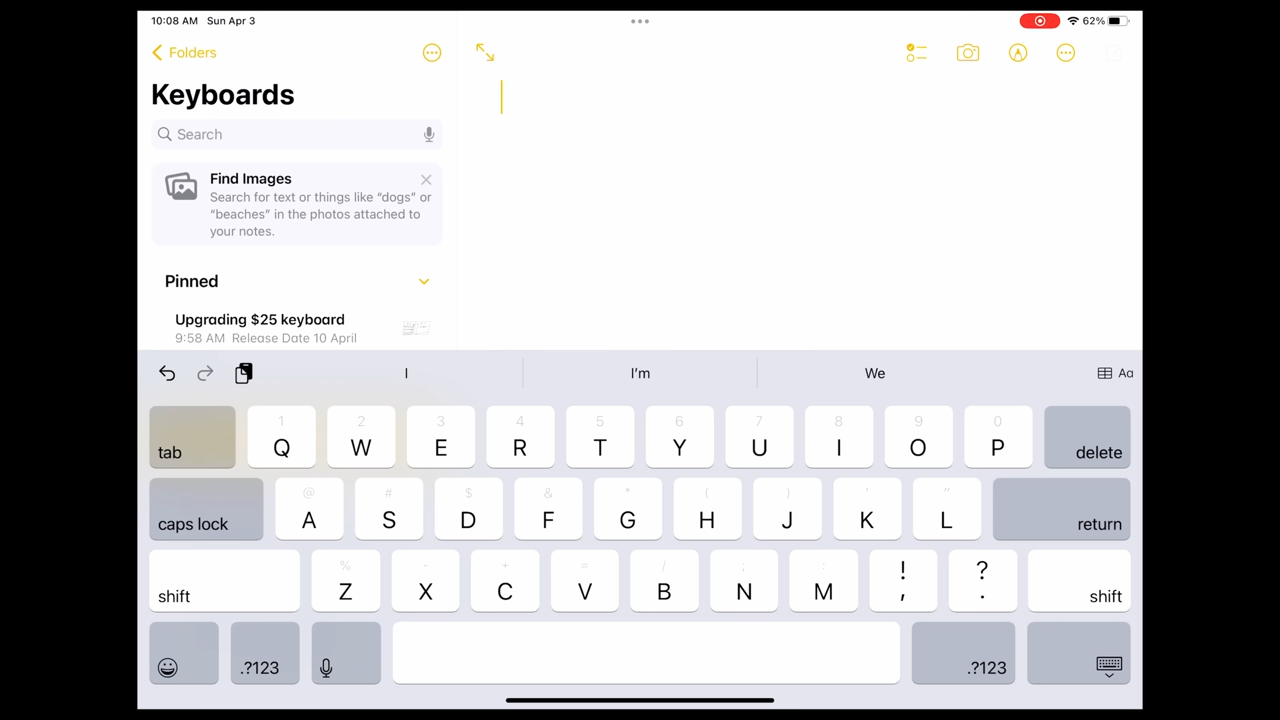 10:08 AM Sun Apr 3
62%
Folders
Keyboards
Search
Find Images
Search for text or things like “dogs” or
“beaches” in the photos attached to
your notes.
Pinned
Upgrading $25 keyboard
9:58 AM Release Date 10 April
I I’m We Aa
1 2 3 4 5 6 7 8 9 0
tab Q W E R T Y U I O P delete
@ # $ & * ( ) ' "
caps lock A S D F G H J K L return
% - + = / ; : ! ?
shift Z X C V B N M , . shift
.?123 .?123